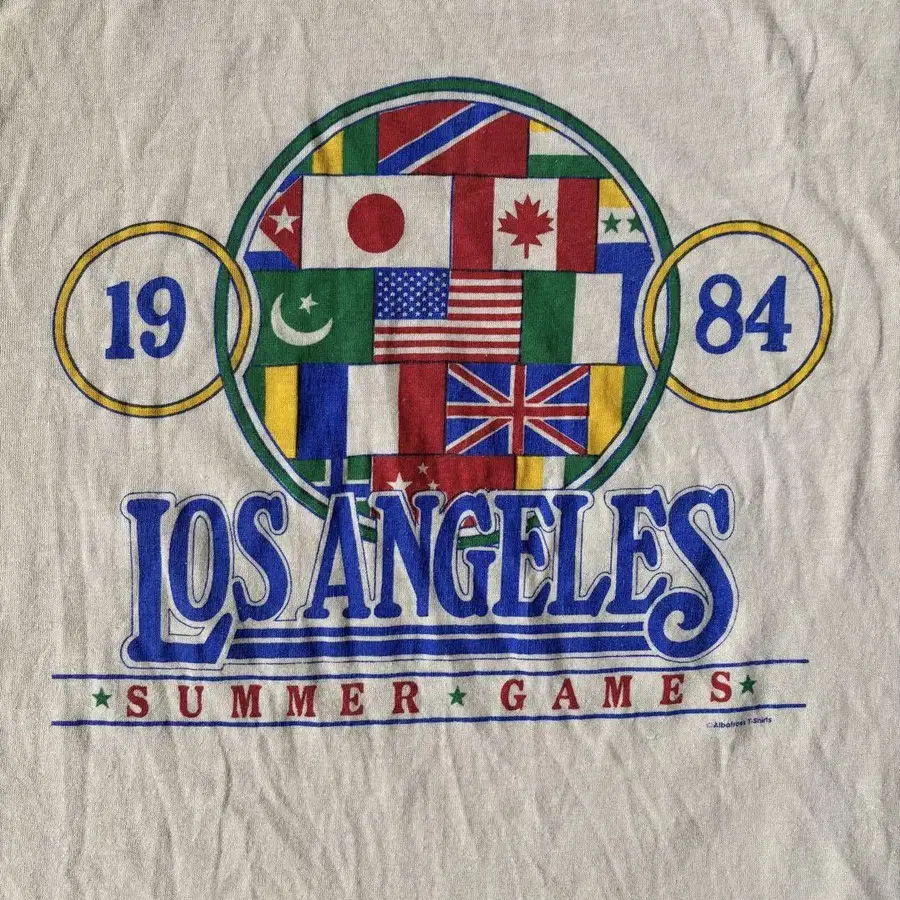 19 84
LOS ANGELES
★ SUMMER ★ GAMES ★
©Albatross T-Shirts